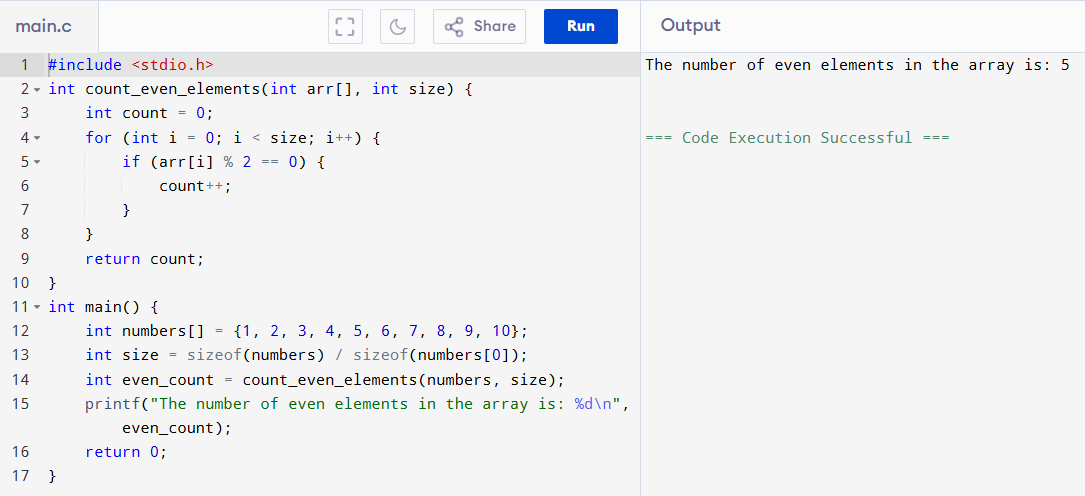 main.c
Share
Run
Output
1 #include <stdio.h>
2 int count_even_elements(int arr[], int size) {
3     int count = 0;
4     for (int i = 0; i < size; i++) {
5         if (arr[i] % 2 == 0) {
6             count++;
7         }
8     }
9     return count;
10 }
11 int main() {
12     int numbers[] = {1, 2, 3, 4, 5, 6, 7, 8, 9, 10};
13     int size = sizeof(numbers) / sizeof(numbers[0]);
14     int even_count = count_even_elements(numbers, size);
15     printf("The number of even elements in the array is: %d\n",
        even_count);
16     return 0;
17 }
The number of even elements in the array is: 5
=== Code Execution Successful ===